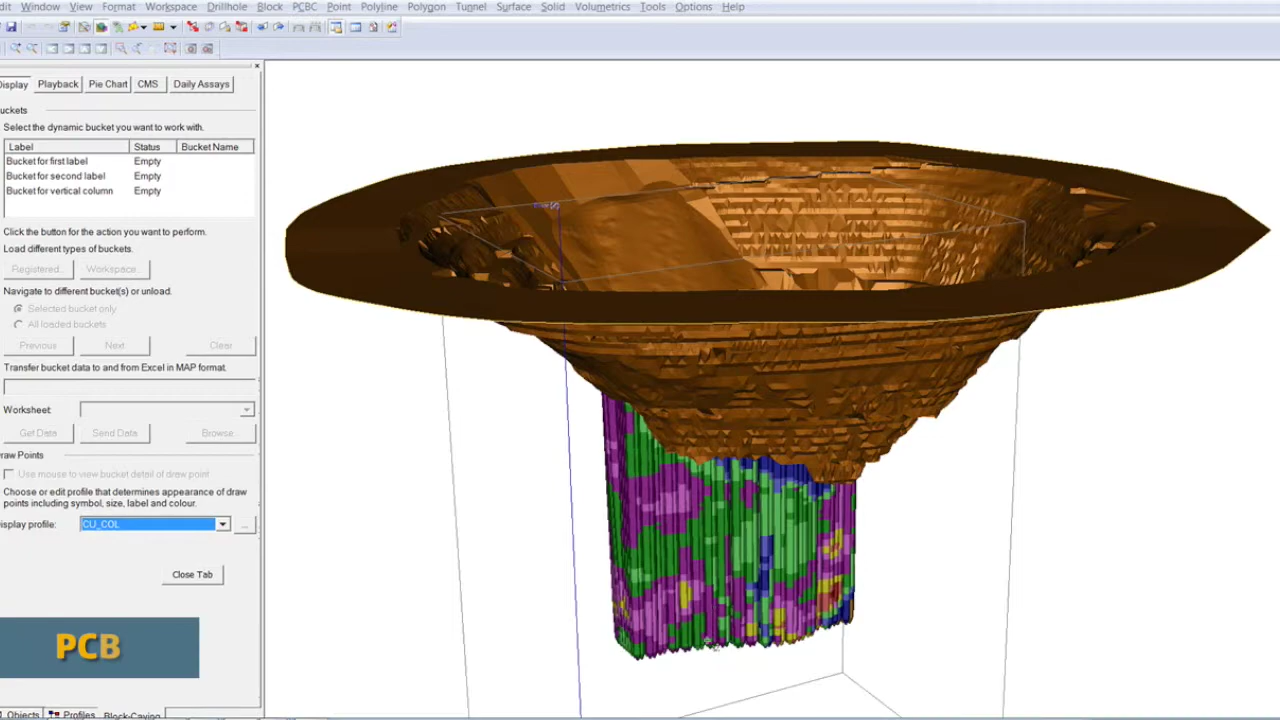 dit Window View Format Workspace Drillhole Block PCBC Point Polyline Polygon Tunnel Surface Solid Volumetrics Tools Options Help
Display Playback Pie Chart CMS Daily Assays
uckets
Select the dynamic bucket you want to work with.
Label Status Bucket Name
Bucket for first label Empty
Bucket for second label Empty
Bucket for vertical column Empty
Click the button for the action you want to perform.
Load different types of buckets.
Registered... Workspace...
Navigate to different bucket(s) or unload.
Selected bucket only
All loaded buckets
Previous Next Clear
Transfer bucket data to and from Excel in MAP format.
Worksheet:
Get Data Send Data Browse...
raw Points
Use mouse to view bucket detail of draw point
Choose or edit profile that determines appearance of draw
points including symbol, size, label and colour.
isplay profile: CU_COL ...
Close Tab
PCB
Objects Profiles Block-Caving